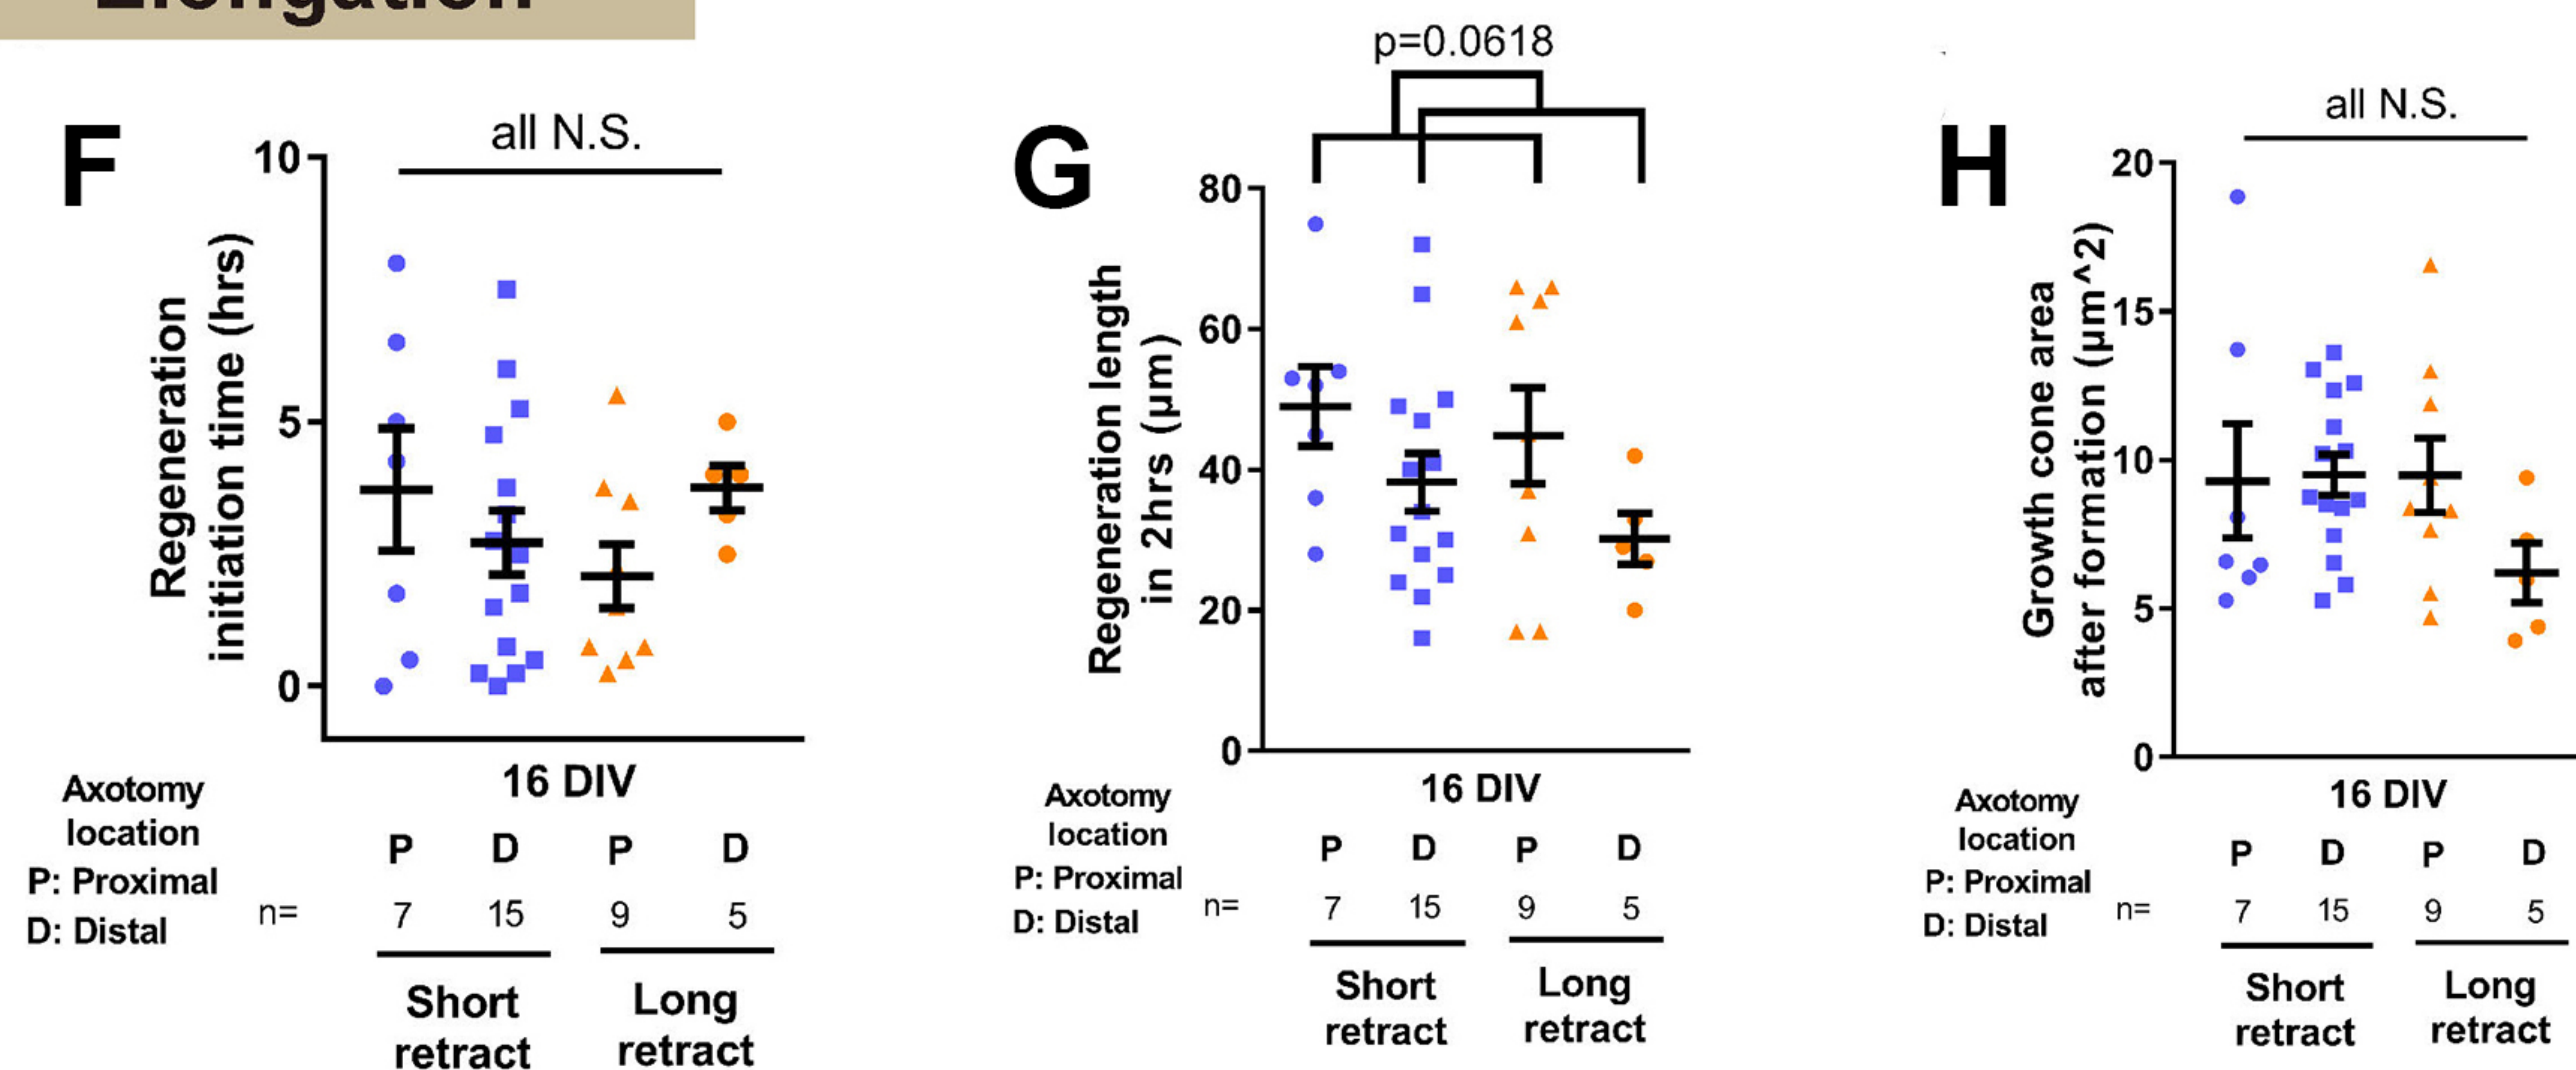 Elongation
F
all N.S.
10
5
0
Regeneration
initiation time (hrs)
16 DIV
Axotomy
location
P: Proximal
D: Distal
P D P D
n= 7 15 9 5
Short
retract
Long
retract
G
p=0.0618
80
60
40
20
0
Regeneration length
in 2hrs (μm)
16 DIV
Axotomy
location
P: Proximal
D: Distal
P D P D
n= 7 15 9 5
Short
retract
Long
retract
H
all N.S.
20
15
10
5
0
Growth cone area
after formation (μm^2)
16 DIV
Axotomy
location
P: Proximal
D: Distal
P D P D
n= 7 15 9 5
Short
retract
Long
retract